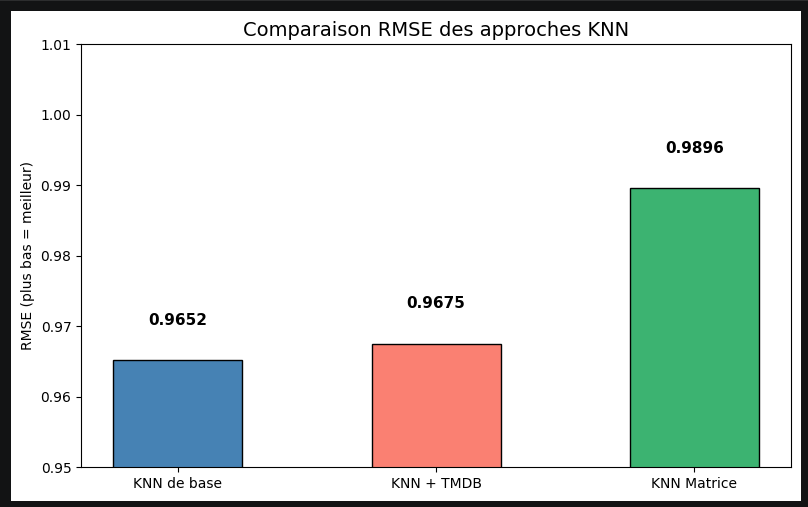 Comparaison RMSE des approches KNN
RMSE (plus bas = meilleur)
1.01
1.00
0.99
0.98
0.97
0.96
0.95
0.9652
0.9675
0.9896
KNN de base
KNN + TMDB
KNN Matrice